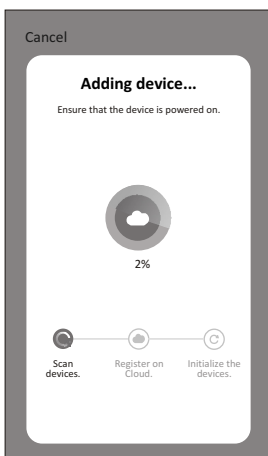 Cancel
Adding device...
Ensure that the device is powered on.
2%
Scan
devices.
Register on
Cloud.
Initialize the
devices.